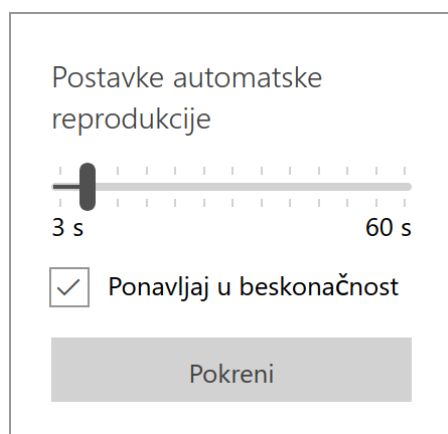 Postavke automatske
reprodukcije
3 s
60 s
Ponavljaj u beskonačnost
Pokreni